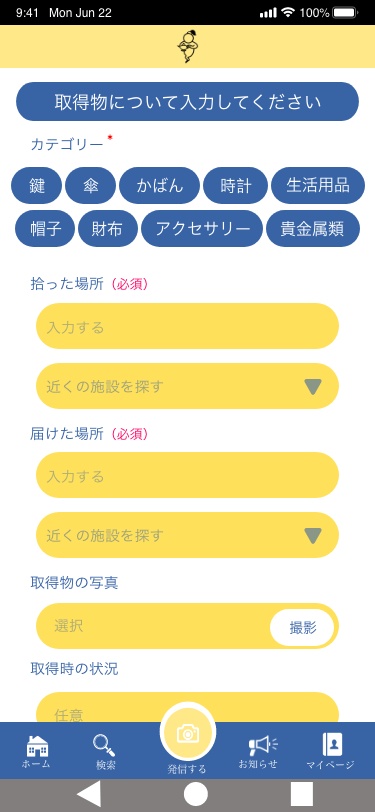 9:41 Mon Jun 22 100%
取得物について入力してください
カテゴリー *
鍵 傘 かばん 時計 生活用品
帽子 財布 アクセサリー 貴金属類
拾った場所（必須）
入力する
近くの施設を探す
届けた場所（必須）
入力する
近くの施設を探す
取得物の写真
選択 撮影
取得時の状況
任意
ホーム 検索 発信する お知らせ マイページ